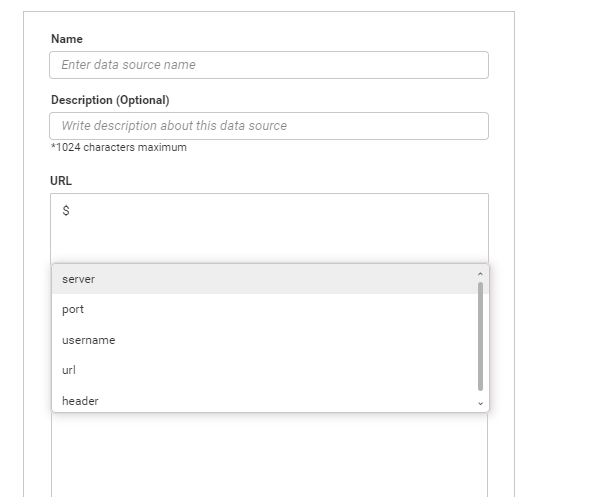 Name
Enter data source name
Description (Optional)
Write description about this data source
*1024 characters maximum
URL
$
server
port
username
url
header